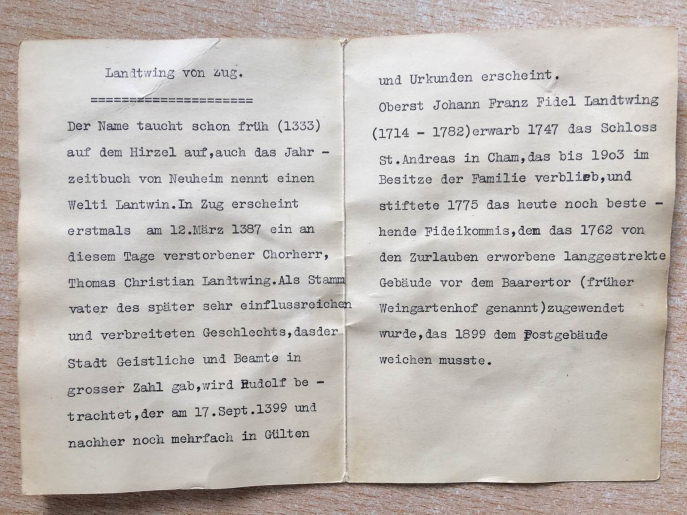 Landtwing von Zug.
=====================
Der Name taucht schon früh (1333)
auf dem Hirzel auf,auch das Jahr -
zeitbuch von Neuheim nennt einen
Welti Lantwin.In Zug erscheint
erstmals am 12.März 1387 ein an
diesem Tage verstorbener Chorherr,
Thomas Christian Landtwing.Als Stamm
vater des später sehr einflussreichen
und verbreiteten Geschlechts,dasder
Stadt Geistliche und Beamte in
grosser Zahl gab,wird Rudolf be -
trachtet,der am 17.Sept.1399 und
nachher noch mehrfach in Gülten
und Urkunden erscheint.
Oberst Johann Franz Fidel Landtwing
(1714 - 1782)erwarb 1747 das Schloss
St.Andreas in Cham,das bis 19o3 im
Besitze der Familie verblieb,und
stiftete 1775 das heute noch beste -
hende Fideikommis,dem das 1762 von
den Zurlauben erworbene langgestrekte
Gebäude vor dem Baarertor (früher
Weingartenhof genannt)zugewendet
wurde,das 1899 dem Postgebäude
weichen musste.